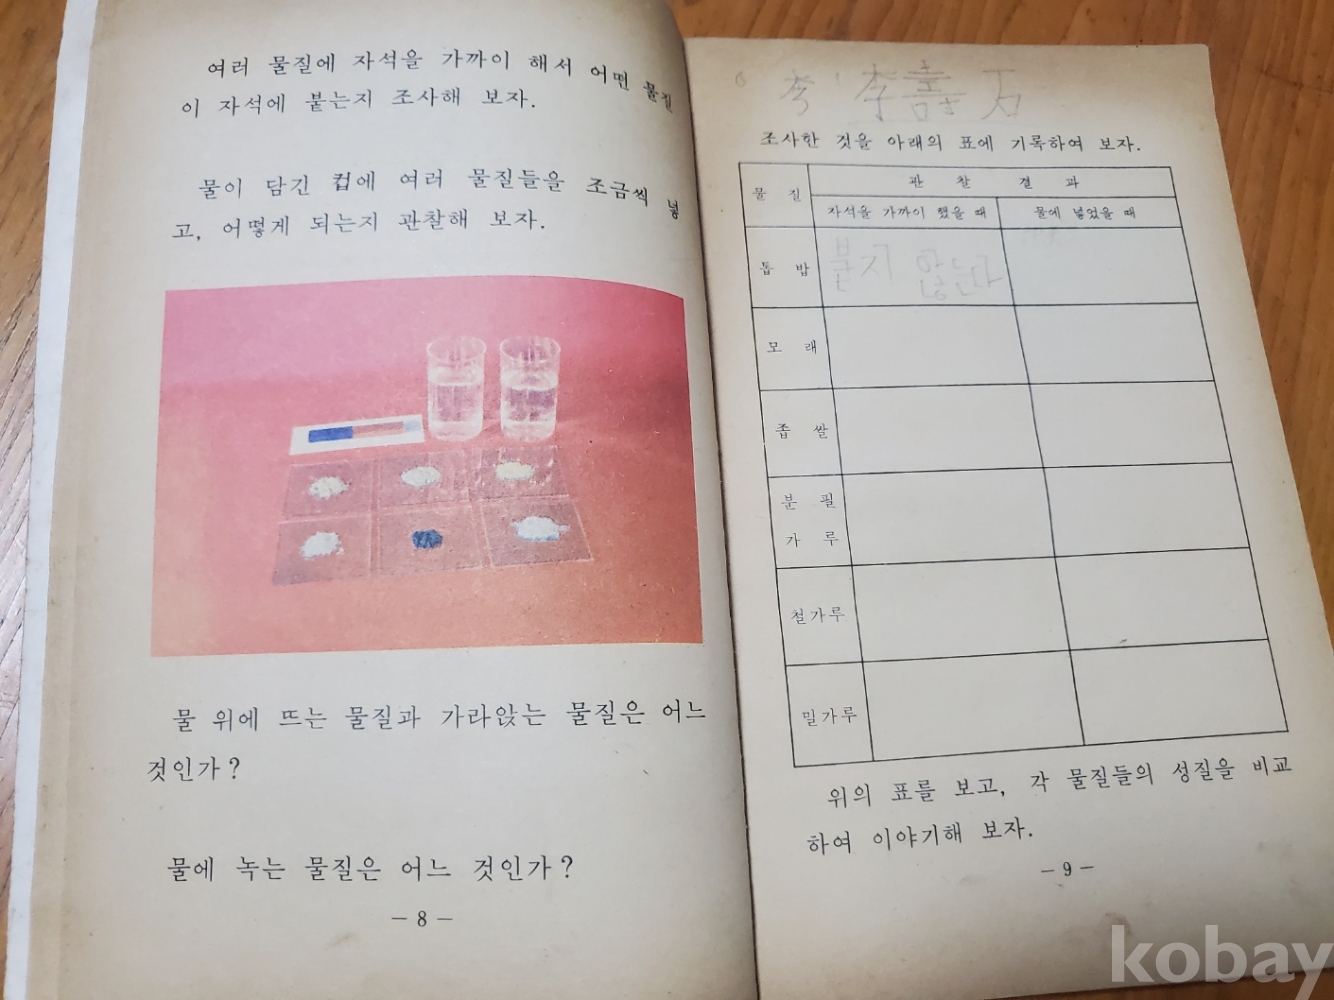 여러 물질에 자석을 가까이 해서 어떤 물질
이 자석에 붙는지 조사해 보자.
물이 담긴 컵에 여러 물질들을 조금씩 넣
고, 어떻게 되는지 관찰해 보자.
물 위에 뜨는 물질과 가라앉는 물질은 어느
것인가?
물에 녹는 물질은 어느 것인가?
— 8 —
李壽石
조사한 것을 아래의 표에 기록하여 보자.
물 질
관 찰 결 과
자석을 가까이 했을 때
물에 넣었을 때
톱 밥
붙지 않는다
모 래
좁 쌀
분 필
가 루
철가루
밀가루
위의 표를 보고, 각 물질들의 성질을 비교
하여 이야기해 보자.
— 9 —
kobay